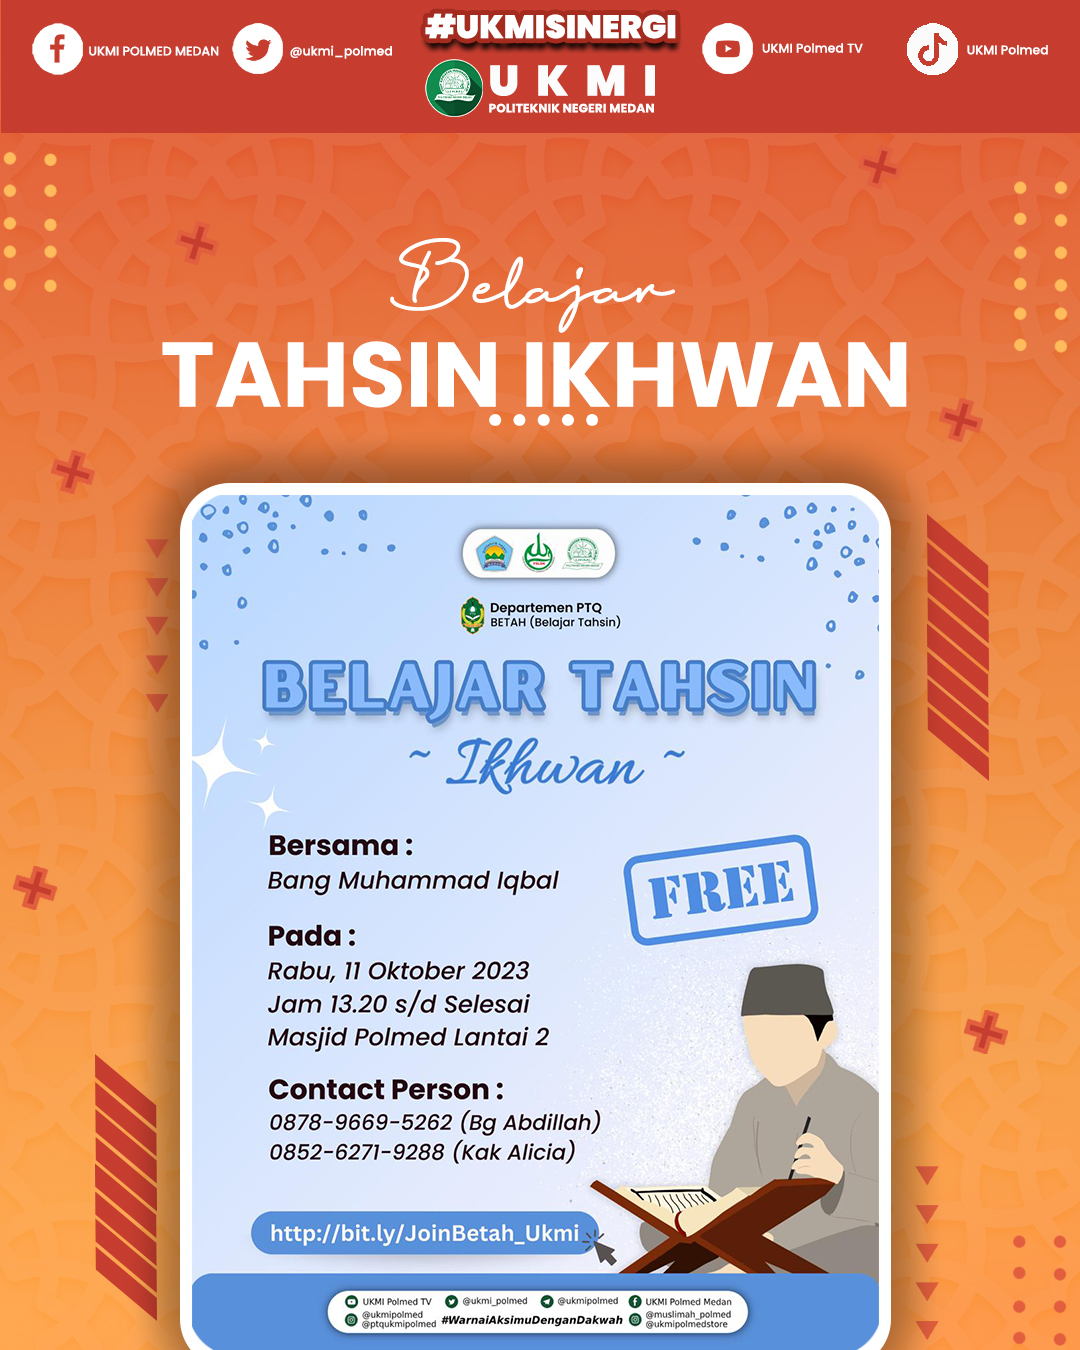 #UKMISINERGI
UKMI POLMED MEDAN
@ukmi_polmed
UKMI
POLITEKNIK NEGERI MEDAN
UKMI Polmed TV
UKMI Polmed
Belajar
TAHSIN IKHWAN
Departemen PTQ
BETAH (Belajar Tahsin)
BELAJAR TAHSIN
~ Ikhwan ~
Bersama :
Bang Muhammad Iqbal
FREE
Pada :
Rabu, 11 Oktober 2023
Jam 13.20 s/d Selesai
Masjid Polmed Lantai 2
Contact Person :
0878-9669-5262 (Bg Abdillah)
0852-6271-9288 (Kak Alicia)
http://bit.ly/JoinBetah_Ukmi
UKMI Polmed TV @ukmi_polmed @ukmipolmed UKMI Polmed Medan
@ukmipolmed
@ptqukmipolmed
#WarnaiAksimuDenganDakwah
@muslimah_polmed
@ukmipolmedstore